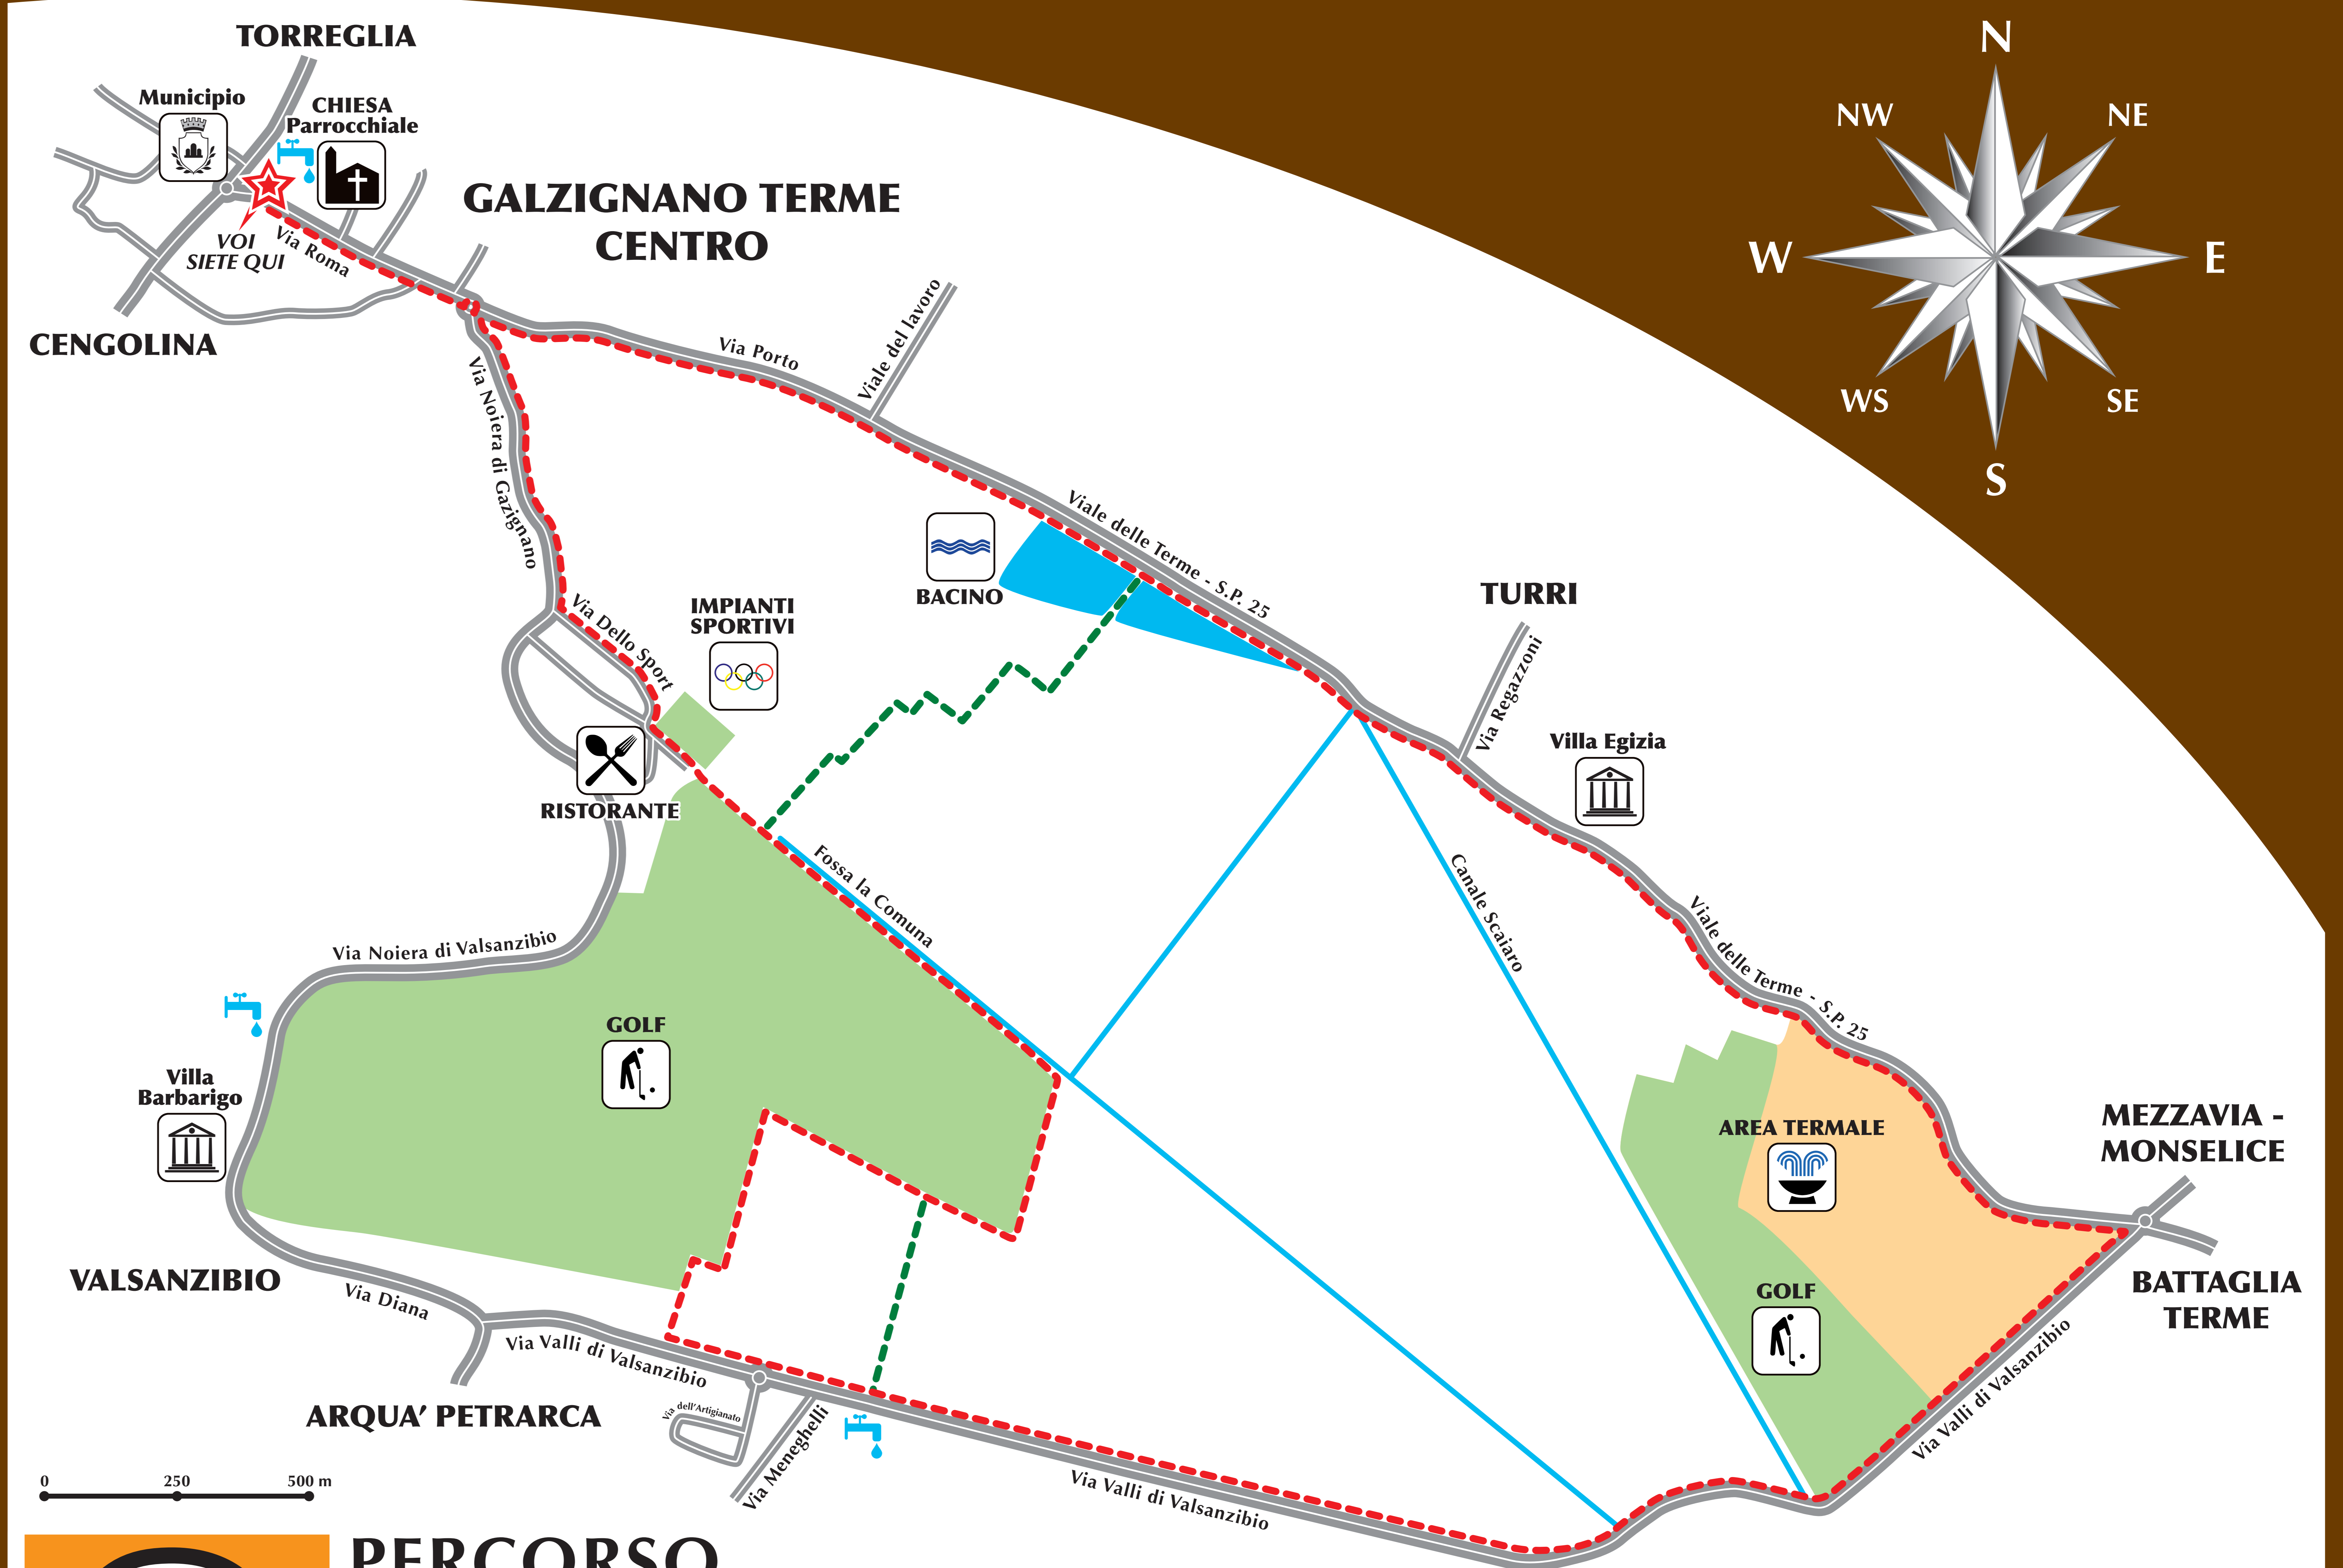 TORREGLIA
Municipio
CHIESA
Parrocchiale
VOI
SIETE QUI
Via Roma
CENGOLINA
GALZIGNANO TERME
CENTRO
N
NW
NE
W
E
WS
SE
S
Via Porto
Viale del lavoro
Via Noiera di Gazignano
Viale delle Terme - S.P. 25
BACINO
Via Dello Sport
IMPIANTI
SPORTIVI
TURRI
Via Regazzoni
Villa Egizia
RISTORANTE
Fossa la Comuna
Canale Scaiaro
Viale delle Terme - S.P. 25
Via Noiera di Valsanzibio
GOLF
Villa
Barbarigo
AREA TERMALE
MEZZAVIA -
MONSELICE
VALSANZIBIO
Via Diana
GOLF
BATTAGLIA
TERME
Via Valli di Valsanzibio
Via Valli di Valsanzibio
ARQUA' PETRARCA
Via dell'Artigianato
Via Meneghelli
Via Valli di Valsanzibio
0 250 500 m
PERCORSO